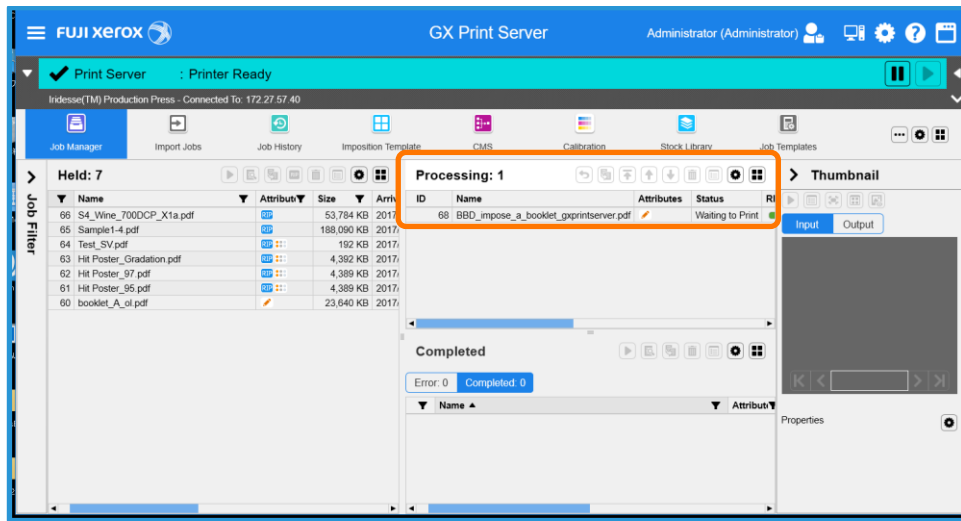 FUJI XEROX
GX Print Server
Administrator (Administrator)
Print Server : Printer Ready
Iridesse(TM) Production Press - Connected To: 172.27.57.40
Job Manager
Import Jobs
Job History
Imposition Template
CMS
Calibration
Stock Library
Job Templates
Job Filter
Held: 7
Name Attribut Size Arriv
66 S4_Wine_700DCP_X1a.pdf RIP 53,784 KB 2017/
65 Sample1-4.pdf RIP 188,090 KB 2017/
64 Test_SV.pdf RIP 192 KB 2017/
63 Hit Poster_Gradation.pdf RIP 4,392 KB 2017/
62 Hit Poster_97.pdf RIP 4,389 KB 2017/
61 Hit Poster_95.pdf RIP 4,389 KB 2017/
60 booklet_A_ol.pdf 23,640 KB 2017/
Processing: 1
ID Name Attributes Status RI
68 BBD_impose_a_booklet_gxprintserver.pdf Waiting to Print
Completed
Error: 0 Completed: 0
Name Attribut
Thumbnail
Input Output
Properties